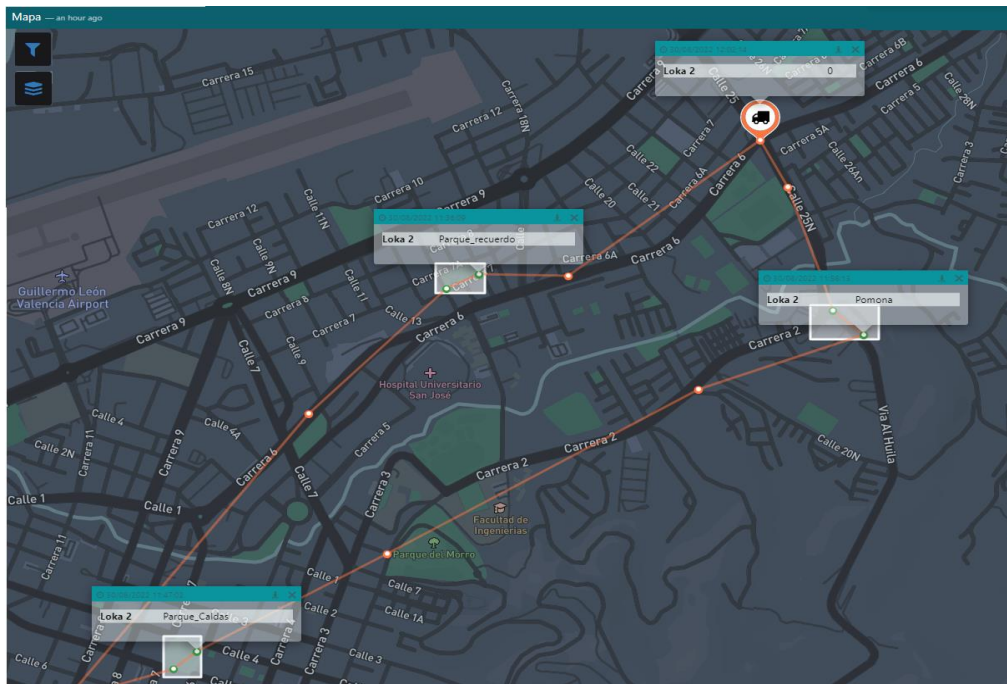 Mapa — an hour ago
Carrera 15
Calle 25
Carrera 6B
Carrera 6
Carrera 5
Calle 28N
Loka 2 0
Carrera 12
Carrera 18N
Carrera 7
Calle 22
Carrera 6A
Carrera 5A
Calle 26An
Carrera 3
Carrera 6
Carrera 10
Carrera 9
Calle 20
Calle 21
Calle 11N
Carrera 12
Calle 25N
Loka 2 Parque_recuerdo
Calle 9N
Carrera 6A
Carrera 6
Guillermo León
Valencia Airport
Calle 8N
Carrera 9
Calle 11
Carrera 8
Loka 2 Pomona
Carrera 9
Carrera 7
Calle 13
Carrera 6
Carrera 2
Calle 9
Calle 7
Hospital Universitario
San José
Via Al Huila
Calle 4
Calle 4A
Carrera 5
Carrera 2
Calle 20N
Calle 2N
Carrera 11
Carrera 9
Carrera 6
Carrera 3
Carrera 2
Calle 7
Calle 1
Calle 1
Facultad de
Ingenierías
Carrera 11
Parque del Morro
Calle 1
Calle 7
Loka 2 Parque_Caldas
Calle 2
Calle 1A
Carrera 3
Calle 3
Calle 4
Calle 6